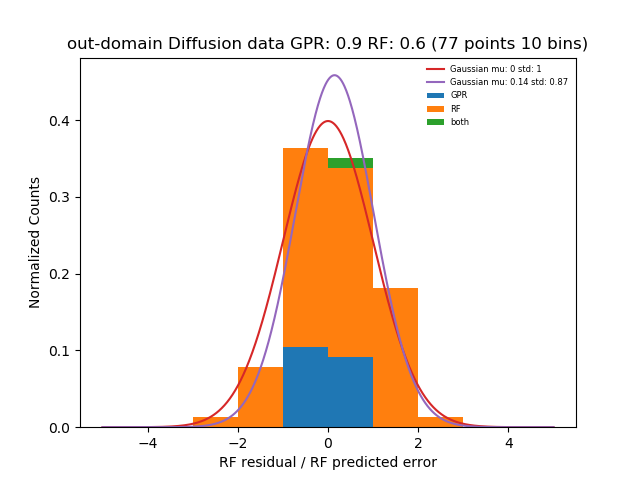 out-domain Diffusion data GPR: 0.9 RF: 0.6 (77 points 10 bins)
Gaussian mu: 0 std: 1
Gaussian mu: 0.14 std: 0.87
GPR
RF
both
Normalized Counts
0.4
0.3
0.2
0.1
0.0
−4
−2
0
2
4
RF residual / RF predicted error